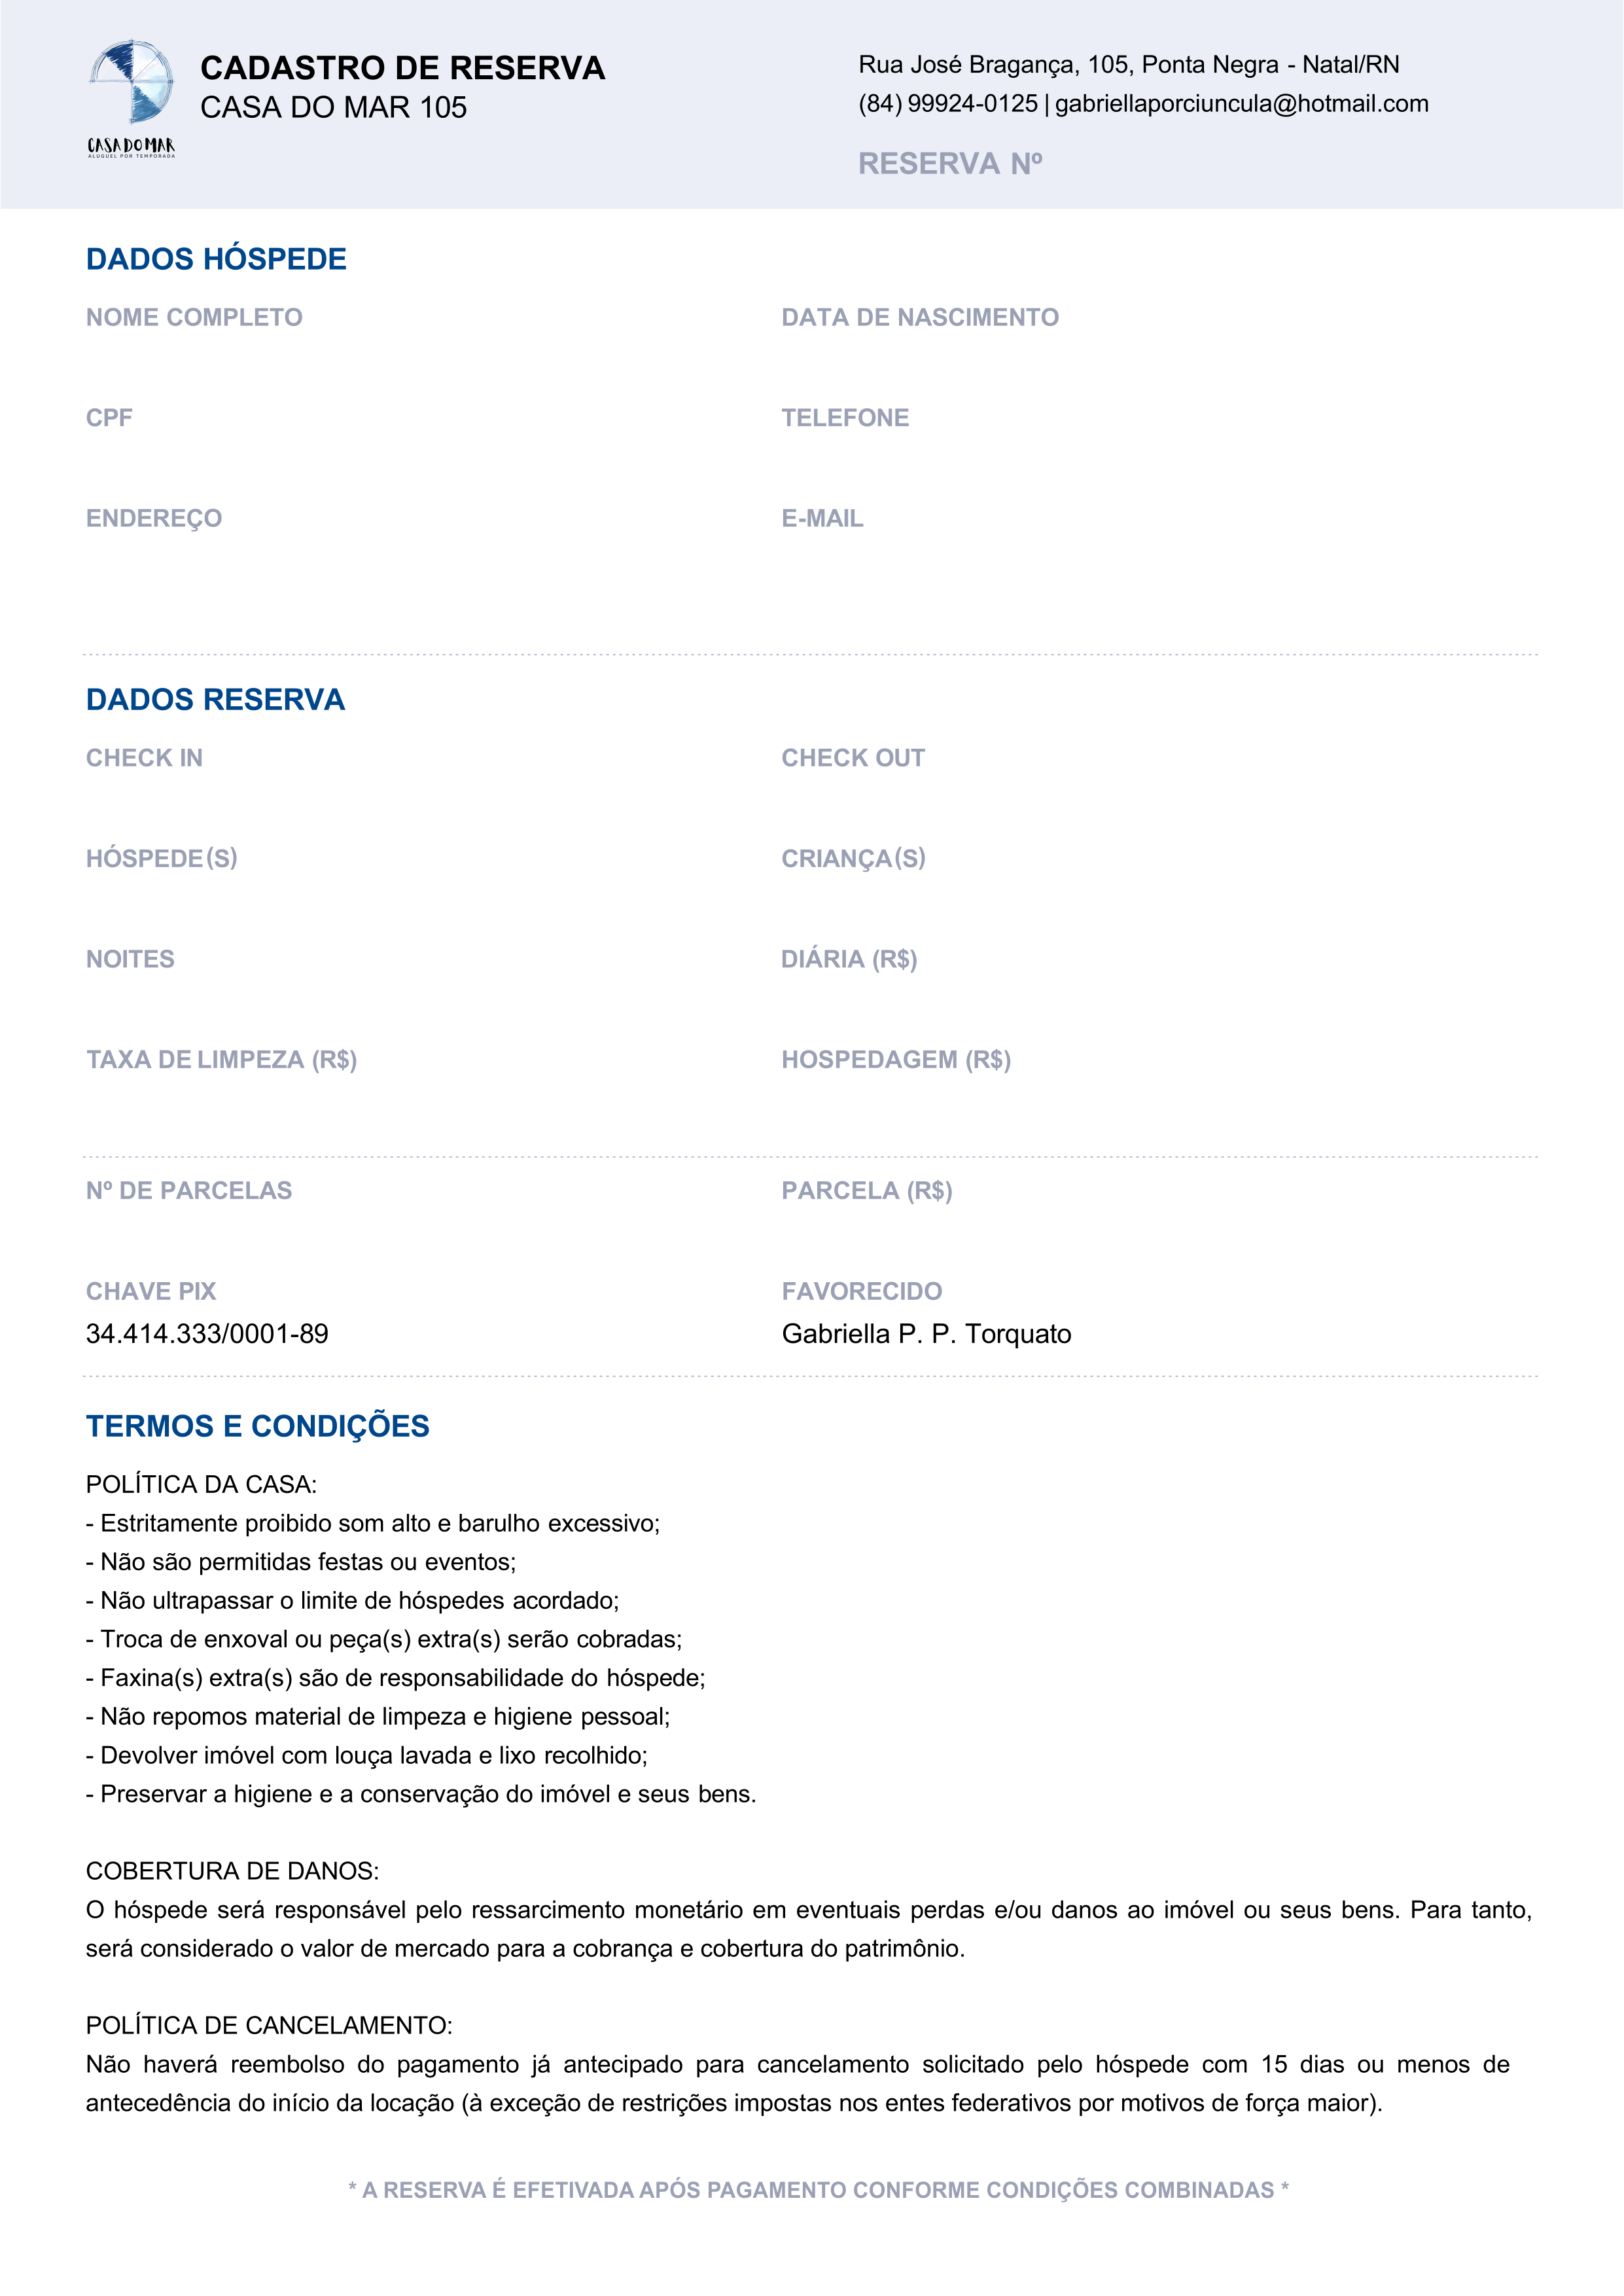 CASA DO MAR
ALUGUEL POR TEMPORADA
CADASTRO DE RESERVA
CASA DO MAR 105
Rua José Bragança, 105, Ponta Negra - Natal/RN
(84) 99924-0125 | gabriellaporciuncula@hotmail.com
RESERVA Nº
DADOS HÓSPEDE
NOME COMPLETO
DATA DE NASCIMENTO
CPF
TELEFONE
ENDEREÇO
E-MAIL
DADOS RESERVA
CHECK IN
CHECK OUT
HÓSPEDE(S)
CRIANÇA(S)
NOITES
DIÁRIA (R$)
TAXA DE LIMPEZA (R$)
HOSPEDAGEM (R$)
Nº DE PARCELAS
PARCELA (R$)
CHAVE PIX
FAVORECIDO
34.414.333/0001-89
Gabriella P. P. Torquato
TERMOS E CONDIÇÕES
POLÍTICA DA CASA:
- Estritamente proibido som alto e barulho excessivo;
- Não são permitidas festas ou eventos;
- Não ultrapassar o limite de hóspedes acordado;
- Troca de enxoval ou peça(s) extra(s) serão cobradas;
- Faxina(s) extra(s) são de responsabilidade do hóspede;
- Não repomos material de limpeza e higiene pessoal;
- Devolver imóvel com louça lavada e lixo recolhido;
- Preservar a higiene e a conservação do imóvel e seus bens.
COBERTURA DE DANOS:
O hóspede será responsável pelo ressarcimento monetário em eventuais perdas e/ou danos ao imóvel ou seus bens. Para tanto,
será considerado o valor de mercado para a cobrança e cobertura do patrimônio.
POLÍTICA DE CANCELAMENTO:
Não haverá reembolso do pagamento já antecipado para cancelamento solicitado pelo hóspede com 15 dias ou menos de
antecedência do início da locação (à exceção de restrições impostas nos entes federativos por motivos de força maior).
* A RESERVA É EFETIVADA APÓS PAGAMENTO CONFORME CONDIÇÕES COMBINADAS *